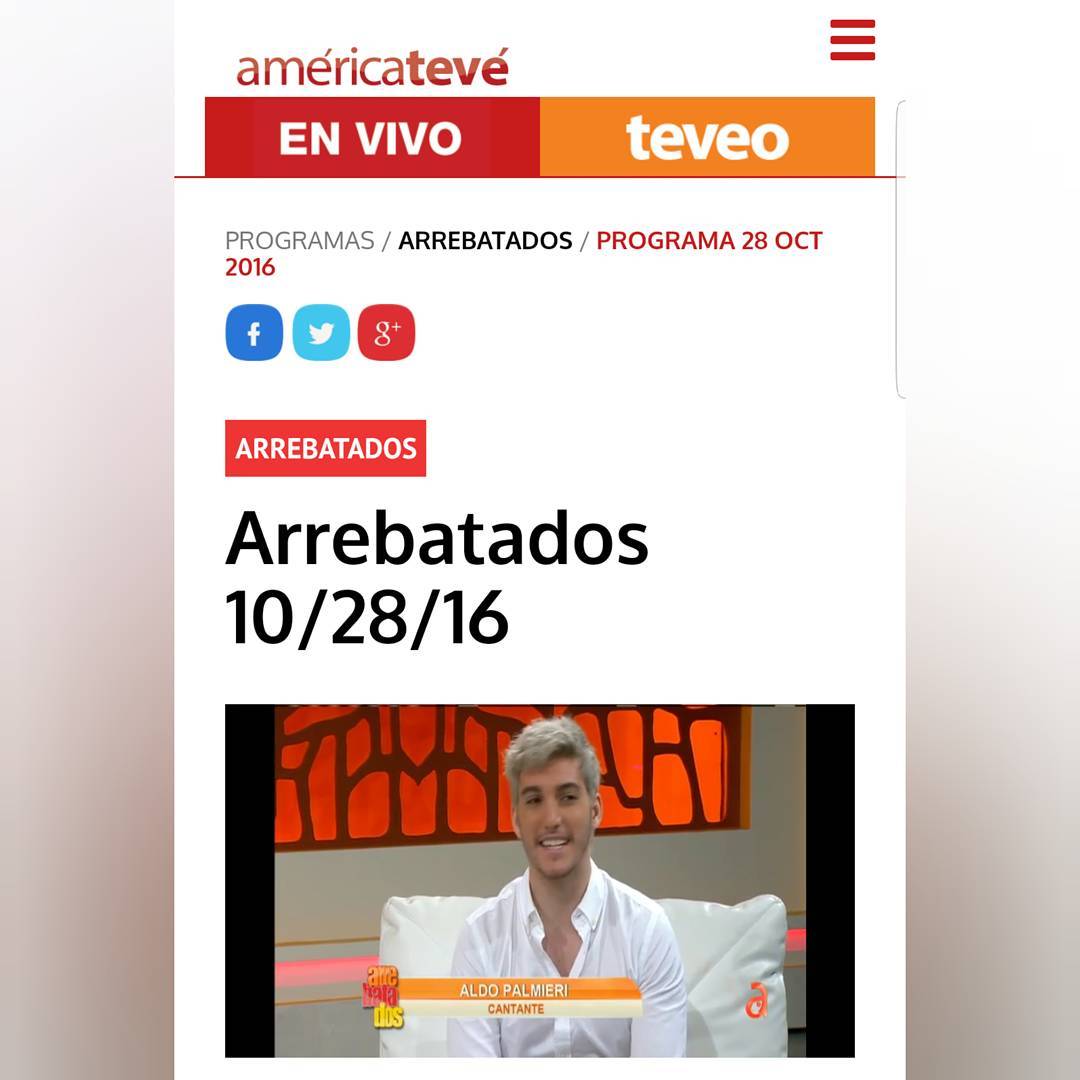 américatevé
EN VIVO
teveo
PROGRAMAS / ARREBATADOS / PROGRAMA 28 OCT
2016
f
g+
ARREBATADOS
Arrebatados
10/28/16
arre
bata
dos
ALDO PALMIERI
CANTANTE
a